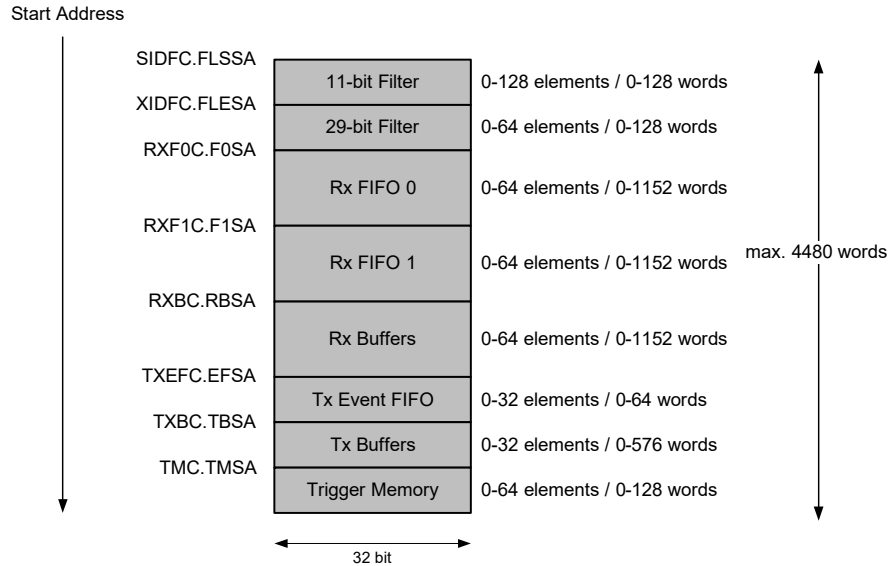 Start Address
SIDFC.FLSSA
11-bit Filter 0-128 elements / 0-128 words
XIDFC.FLESA
29-bit Filter 0-64 elements / 0-128 words
RXF0C.F0SA
Rx FIFO 0 0-64 elements / 0-1152 words
RXF1C.F1SA
Rx FIFO 1 0-64 elements / 0-1152 words
max. 4480 words
RXBC.RBSA
Rx Buffers 0-64 elements / 0-1152 words
TXEFC.EFSA
Tx Event FIFO 0-32 elements / 0-64 words
TXBC.TBSA
Tx Buffers 0-32 elements / 0-576 words
TMC.TMSA
Trigger Memory 0-64 elements / 0-128 words
32 bit